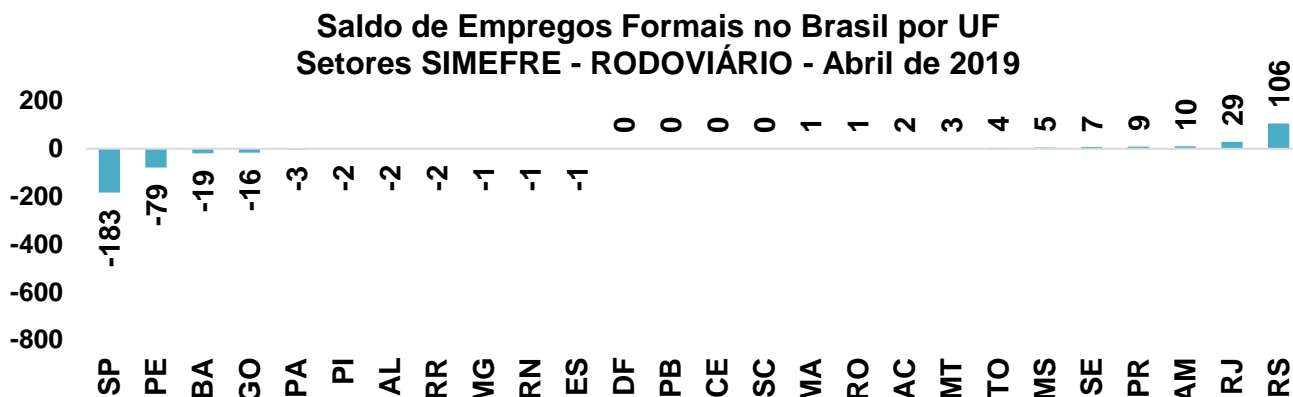 Saldo de Empregos Formais no Brasil por UF
Setores SIMEFRE - RODOVIÁRIO - Abril de 2019
200
0
-200
-400
-600
-800
-183
-79
-19
-16
-3
-2
-2
-2
-1
-1
-1
0
0
0
0
1
1
2
3
4
5
7
9
10
29
106
SP
PE
BA
GO
PA
PI
AL
RR
MG
RN
ES
DF
PB
CE
SC
MA
RO
AC
MT
TO
MS
SE
PR
AM
RJ
RS